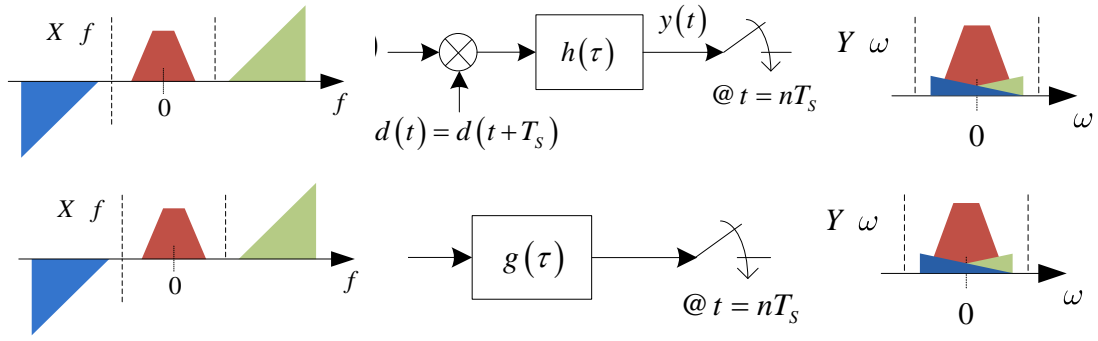 X f
0
f
)
h(τ)
y(t)
@ t = nT_S
d(t) = d(t + T_S)
Y ω
0
ω
X f
0
f
g(τ)
@ t = nT_S
Y ω
0
ω